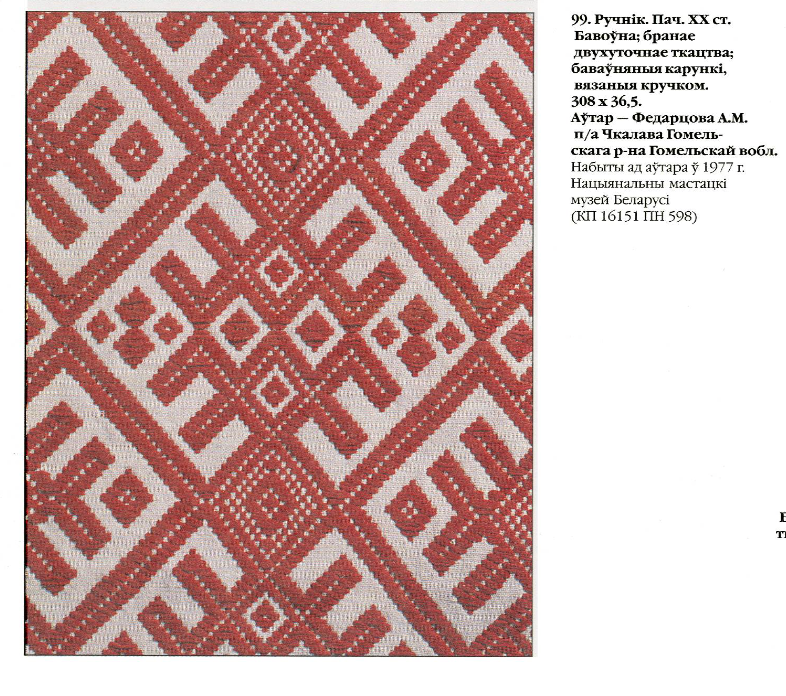 99. Ручнік. Пач. XX ст.
Бавоўна; бранае
двухуточнае ткацтва;
баваўняныя карункі,
вязаныя кручком.
308 х 36,5.
Аўтар — Федарцова А.М.
п/а Чкалава Гомель-
скага р-на Гомельскай вобл.
Набыты ад аўтара ў 1977 г.
Нацыянальны мастацкі
музей Беларусі
(КП 16151 ПН 598)